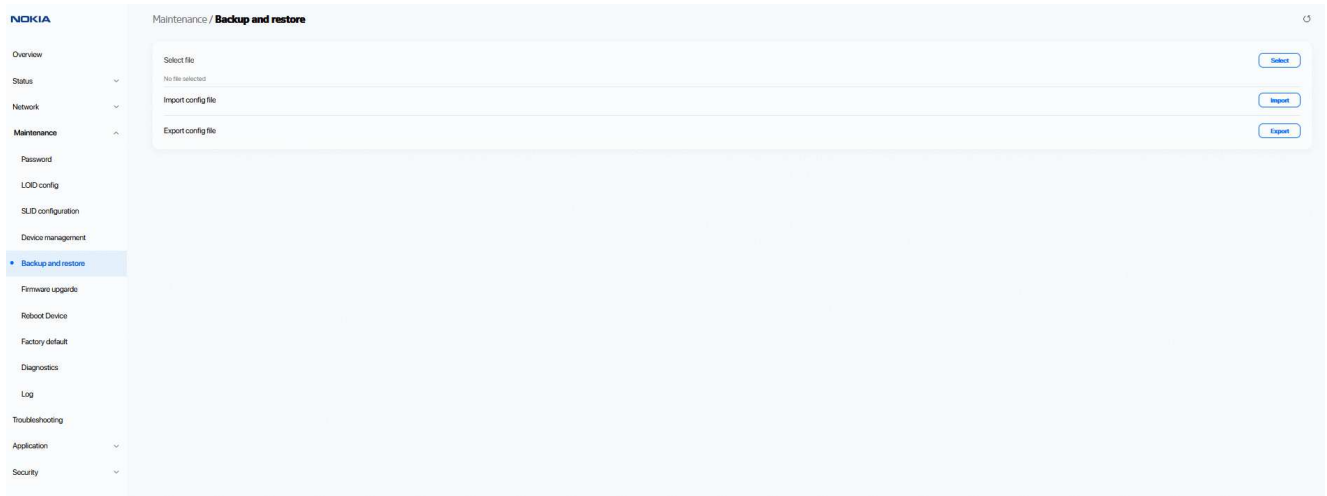 NOKIA
Maintenance / Backup and restore
Overview
Status
Network
Maintenance
Password
LOID config
SLID configuration
Device management
Backup and restore
Firmware upgarde
Reboot Device
Factory default
Diagnostics
Log
Troubleshooting
Application
Security
Select file
Select
No file selected
Import config file
Import
Export config file
Export